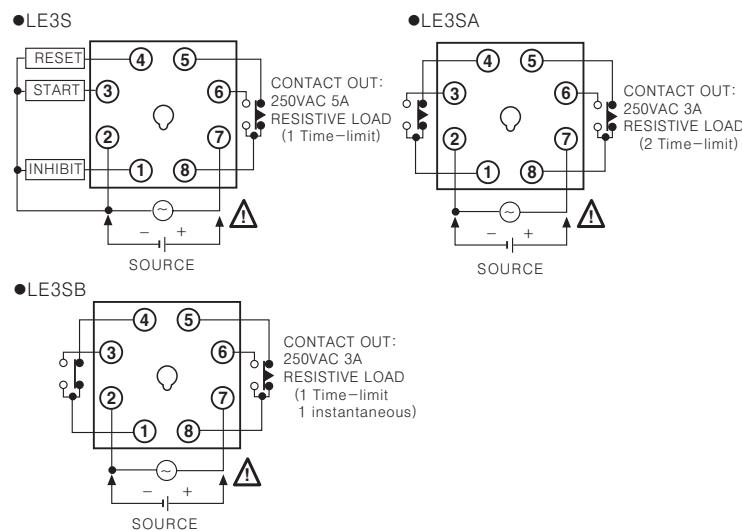 ●LE3S
RESET
START
INHIBIT
4 5
3 6
2 7
1 8
CONTACT OUT:
250VAC 5A
RESISTIVE LOAD
(1 Time-limit)
~
!
− +
SOURCE
●LE3SA
4 5
3 6
2 7
1 8
CONTACT OUT:
250VAC 3A
RESISTIVE LOAD
(2 Time-limit)
~
!
− +
SOURCE
●LE3SB
4 5
3 6
2 7
1 8
CONTACT OUT:
250VAC 3A
RESISTIVE LOAD
(1 Time-limit
1 instantaneous)
~
!
− +
SOURCE